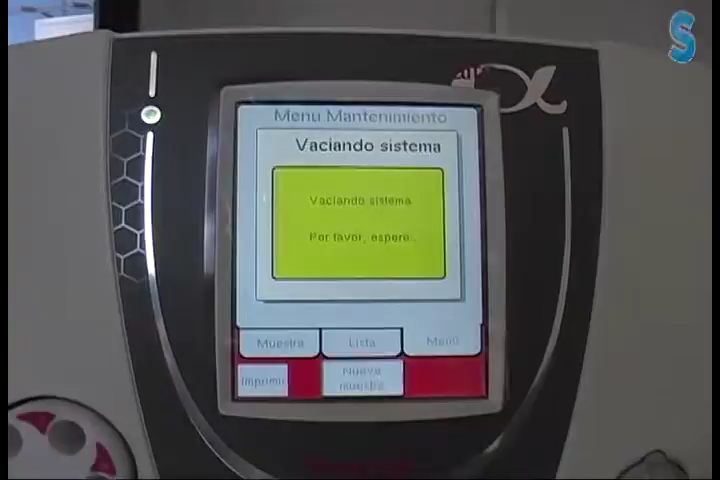 S
Menu Mantenimiento
Vaciando sistema
Vaciando sistema
Por favor, espere..
Muestra
Lista
Menú
Imprimir
Nueva
muestra